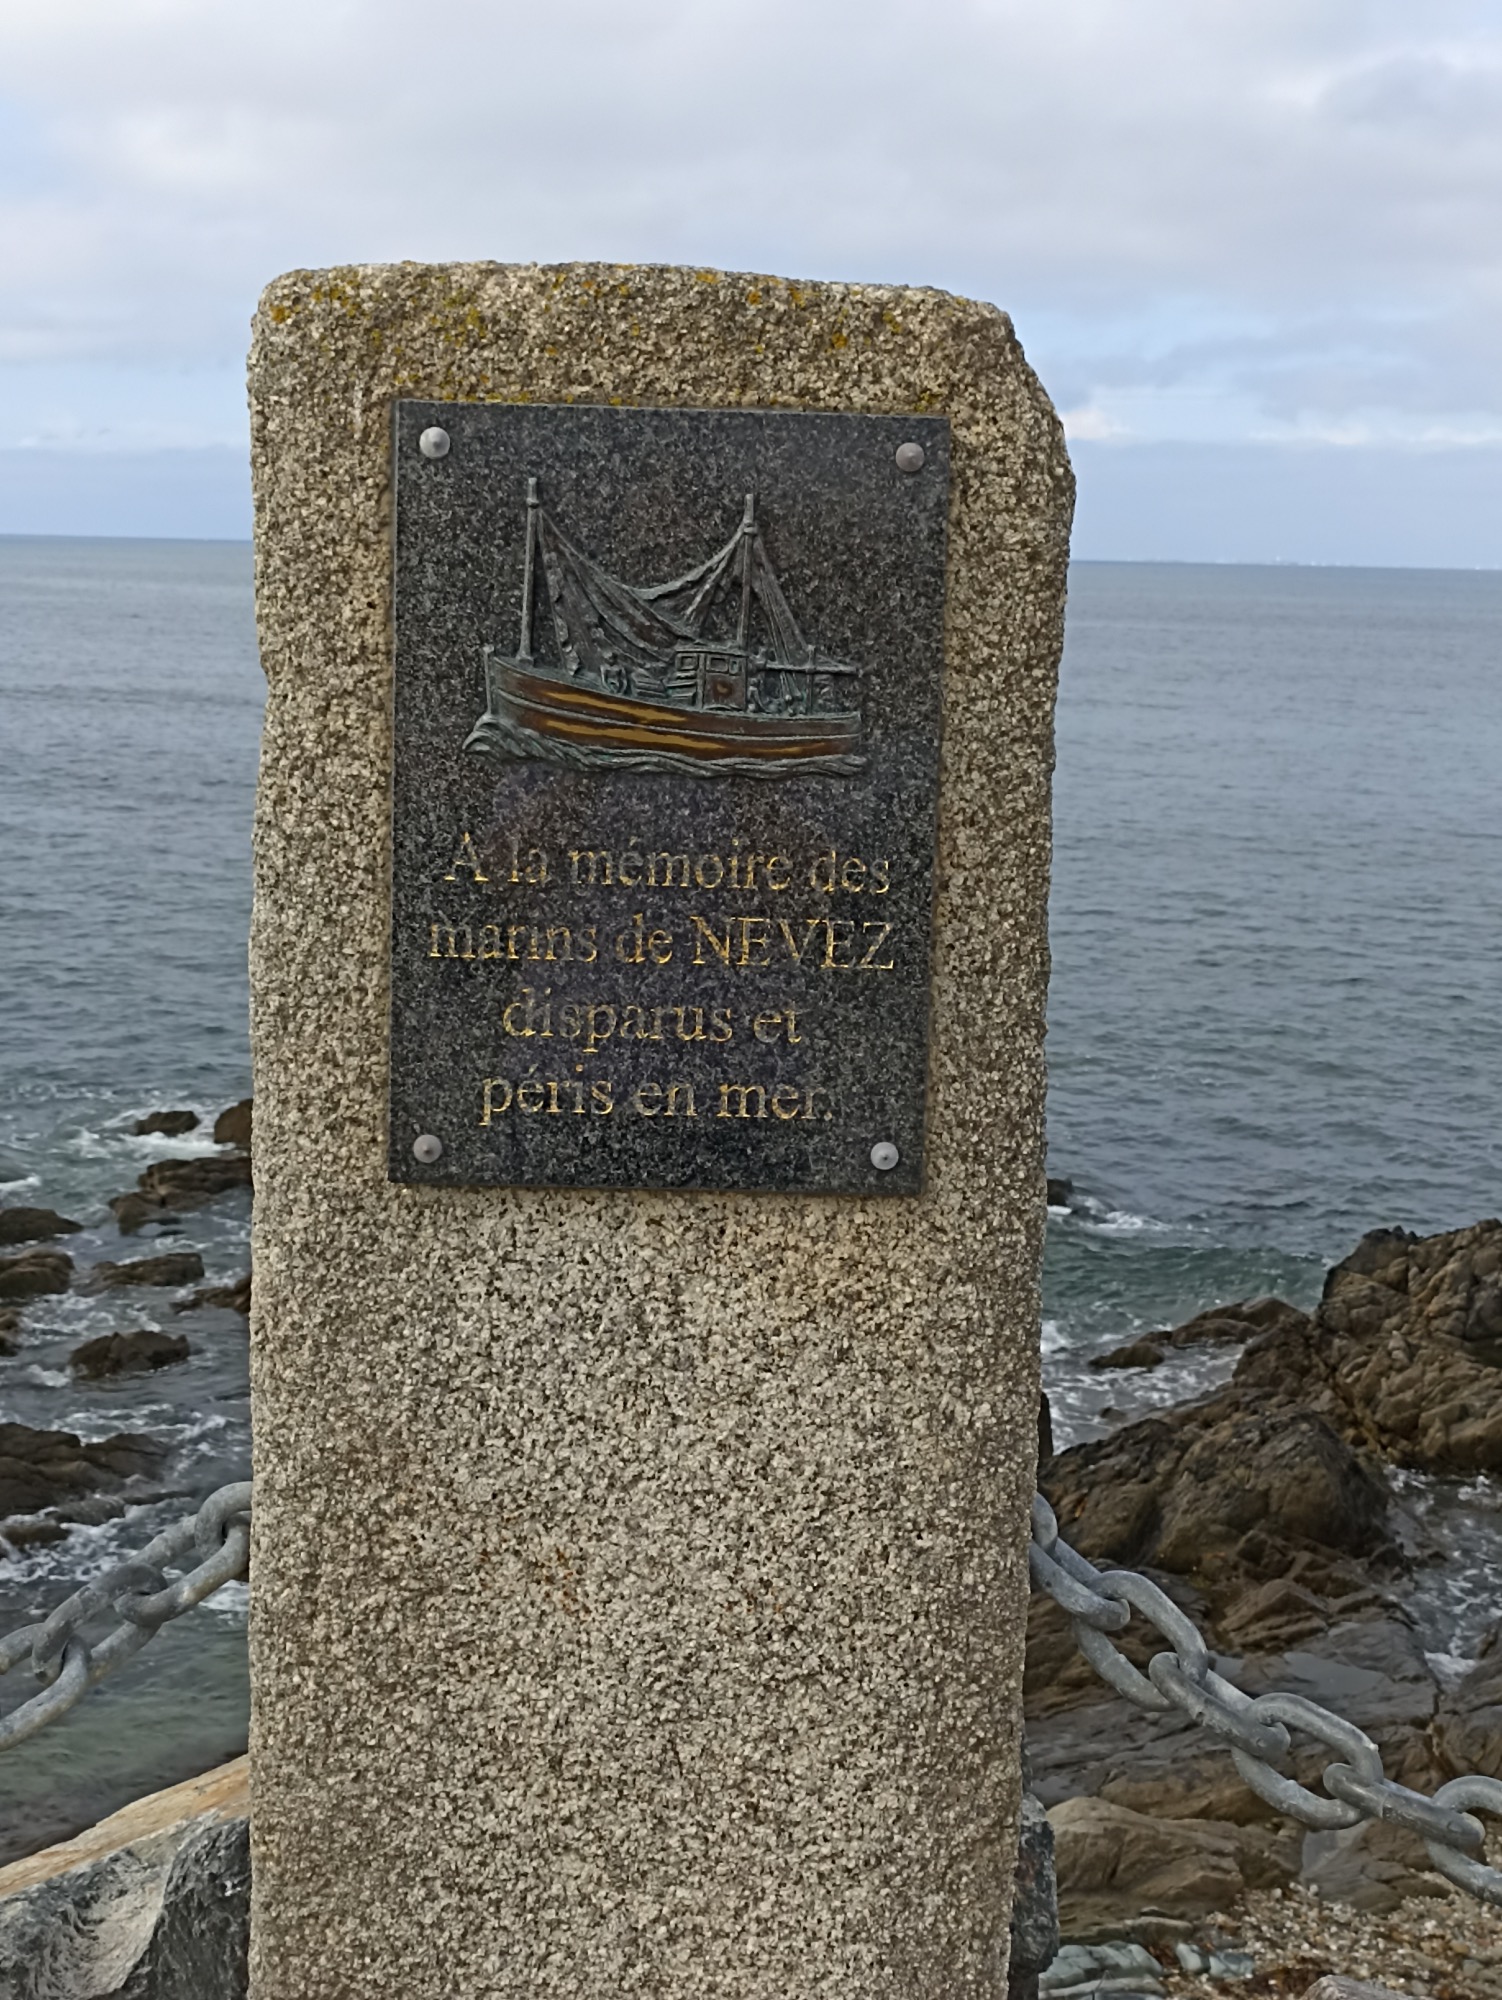 A la mémoire des
marins de NEVEZ
disparus et
péris en mer.